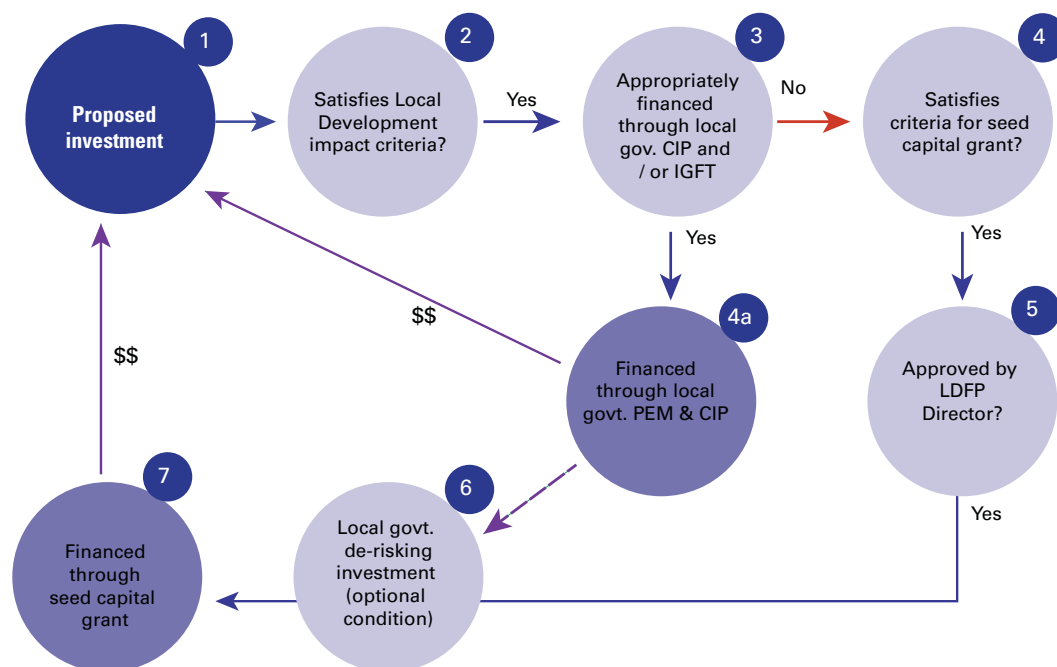 1
Proposed
investment
2
Satisfies Local
Development
impact criteria?
Yes
3
Appropriately
financed
through local
gov. CIP and
/ or IGFT
No
4
Satisfies
criteria for seed
capital grant?
Yes
Yes
4a
Financed
through local
govt. PEM & CIP
$$
5
Approved by
LDFP
Director?
Yes
6
Local govt.
de-risking
investment
(optional
condition)
7
Financed
through
seed capital
grant
$$